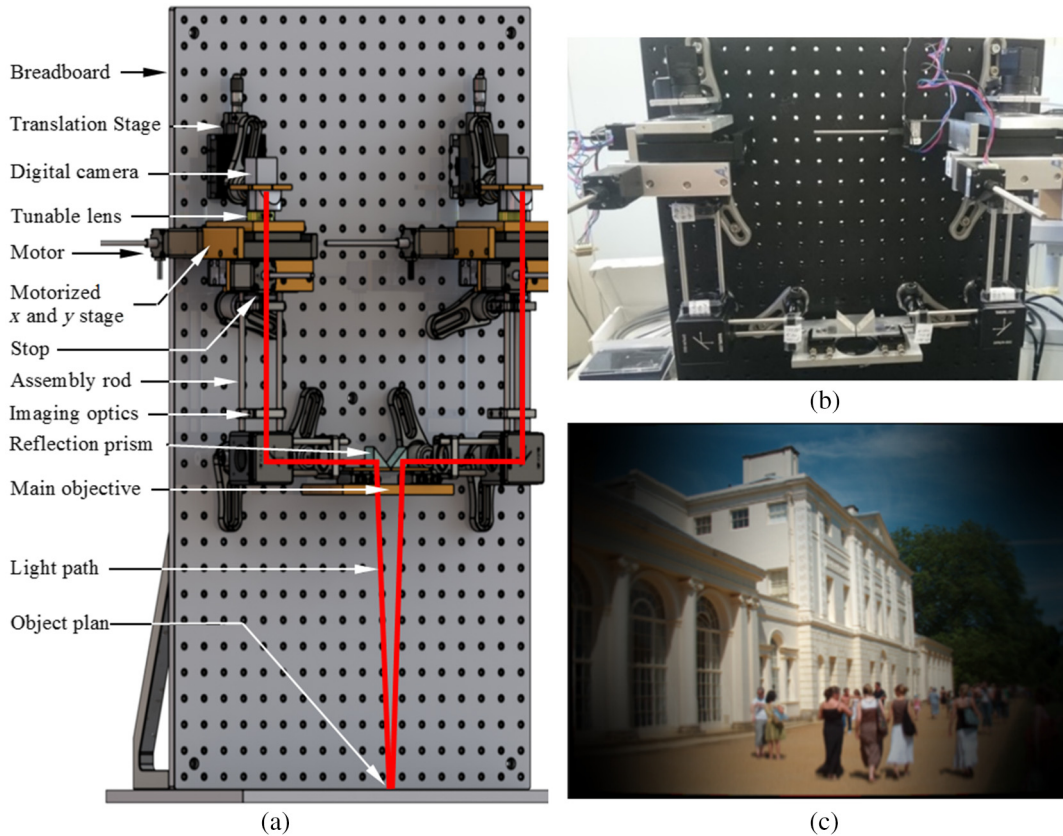 Breadboard
Translation Stage
Digital camera
Tunable lens
Motor
Motorized
x and y stage
Stop
Assembly rod
Imaging optics
Reflection prism
Main objective
Light path
Object plan
(a)
(b)
(c)